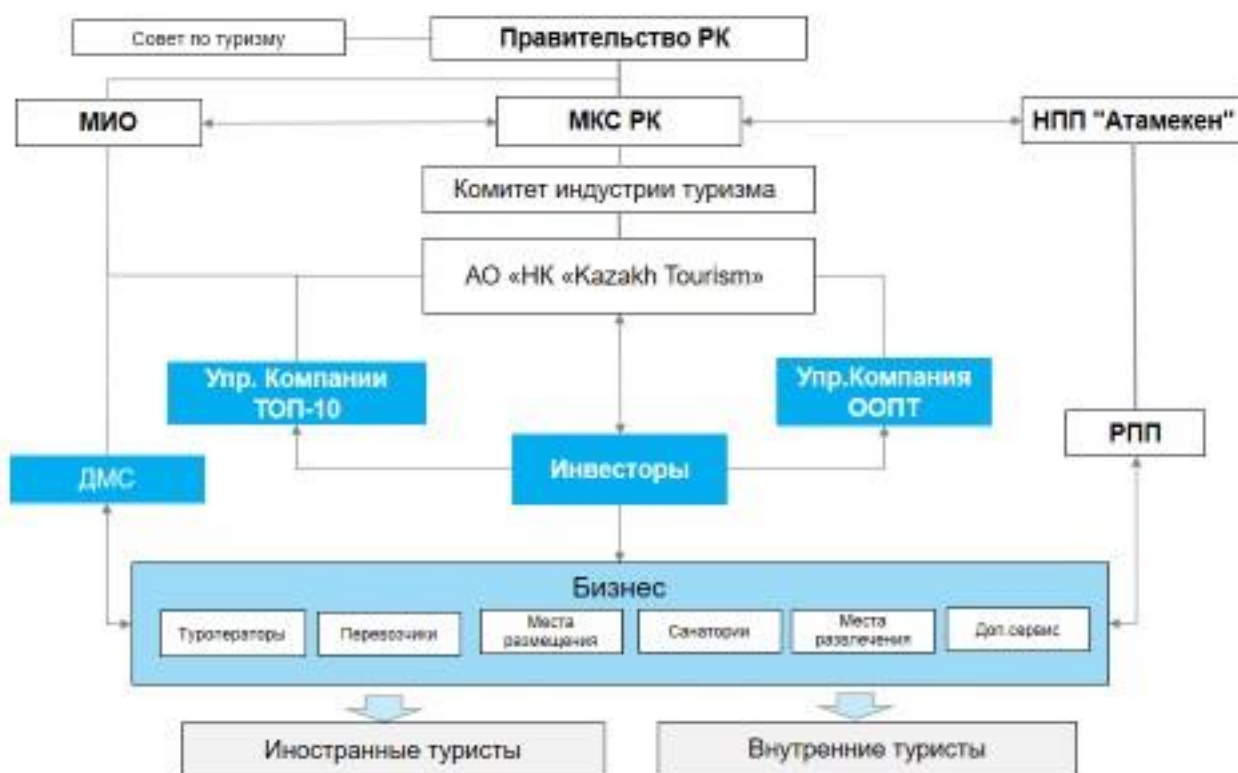 Совет по туризму
Правительство РК
МИО
МКС РК
НПП "Атамекен"
Комитет индустрии туризма
АО «НК «Kazakh Tourism»
Упр. Компании
ТОП-10
Упр.Компания
ООПТ
РПП
ДМС
Инвесторы
Бизнес
Туроператоры
Перевозчики
Места
размещения
Санатории
Места
развлечения
Доп.сервис
Иностранные туристы
Внутренние туристы